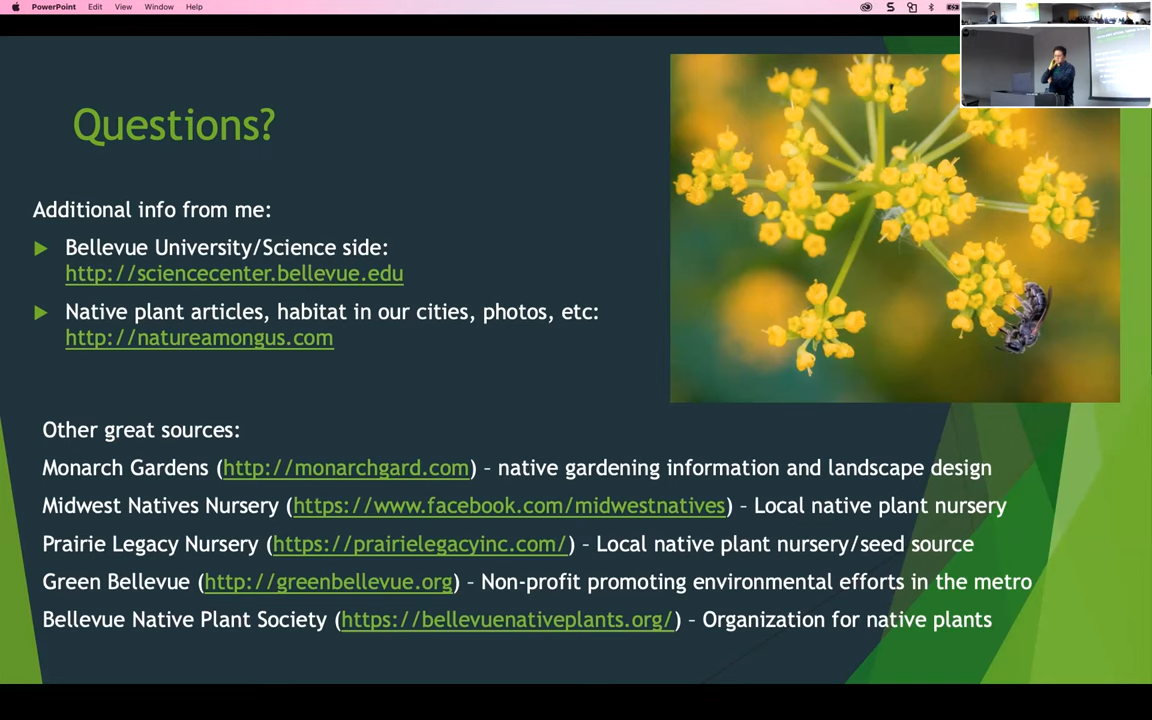 PowerPoint Edit View Window Help
Questions?
Additional info from me:
Bellevue University/Science side:
http://sciencecenter.bellevue.edu
Native plant articles, habitat in our cities, photos, etc:
http://natureamongus.com
Other great sources:
Monarch Gardens (http://monarchgard.com) – native gardening information and landscape design
Midwest Natives Nursery (https://www.facebook.com/midwestnatives) – Local native plant nursery
Prairie Legacy Nursery (https://prairielegacyinc.com/) – Local native plant nursery/seed source
Green Bellevue (http://greenbellevue.org) – Non-profit promoting environmental efforts in the metro
Bellevue Native Plant Society (https://bellevuenativeplants.org/) – Organization for native plants